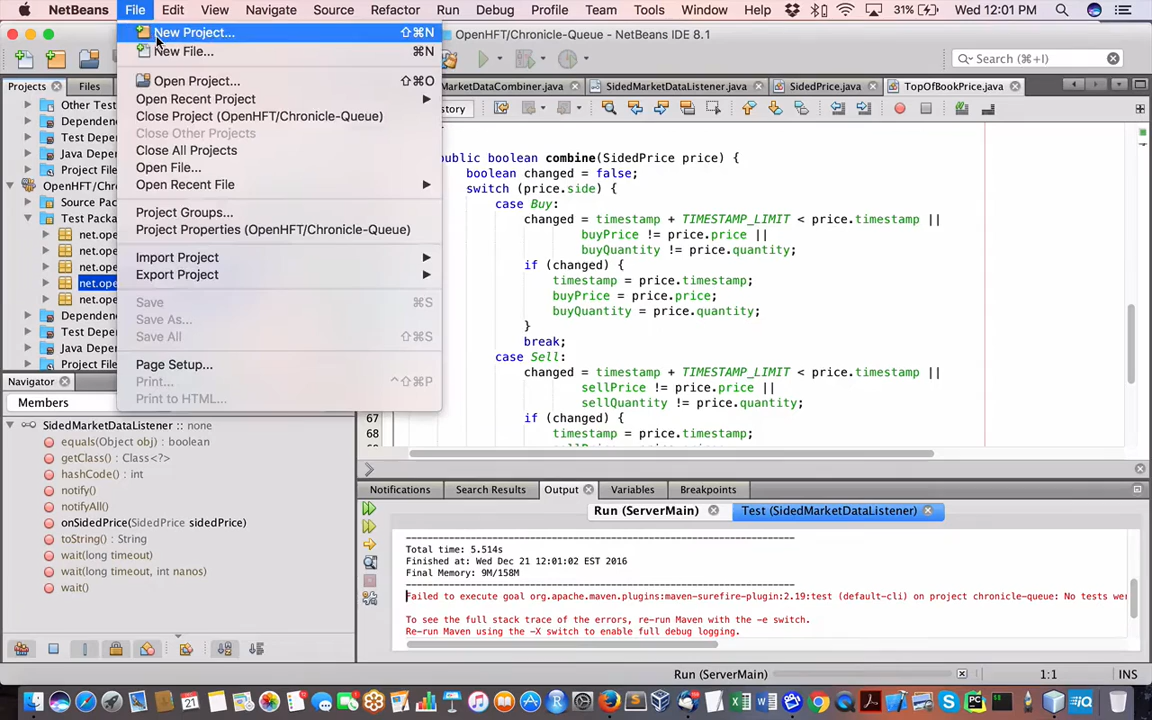 NetBeans File Edit View Navigate Source Refactor Run Debug Profile Team Tools Window Help 31% Wed 12:01 PM
OpenHFT/Chronicle-Queue - NetBeans IDE 8.1
New Project... ⇧⌘N
New File... ⌘N
Open Project... ⇧⌘O
Open Recent Project
Close Project (OpenHFT/Chronicle-Queue)
Close Other Projects
Close All Projects
Open File...
Open Recent File
Project Groups...
Project Properties (OpenHFT/Chronicle-Queue)
Import Project
Export Project
Save ⌘S
Save As...
Save All ⇧⌘S
Page Setup...
Print... ^⇧⌘P
Print to HTML...
Search (⌘+I)
Projects Files
Other Test
Dependenc
Test Depen
Java Depen
Project File
OpenHFT/Chro
Source Pac
Test Packa
net.ope
net.ope
net.ope
net.ope
net.ope
Dependenc
Test Depen
Java Depen
Project File
MarketDataCombiner.java SidedMarketDataListener.java SidedPrice.java TopOfBookPrice.java
story
public boolean combine(SidedPrice price) {
boolean changed = false;
switch (price.side) {
case Buy:
changed = timestamp + TIMESTAMP_LIMIT < price.timestamp ||
buyPrice != price.price ||
buyQuantity != price.quantity;
if (changed) {
timestamp = price.timestamp;
buyPrice = price.price;
buyQuantity = price.quantity;
}
break;
case Sell:
changed = timestamp + TIMESTAMP_LIMIT < price.timestamp ||
sellPrice != price.price ||
sellQuantity != price.quantity;
67 if (changed) {
68 timestamp = price.timestamp;
Navigator
Members
SidedMarketDataListener :: none
equals(Object obj) : boolean
getClass() : Class<?>
hashCode() : int
notify()
notifyAll()
onSidedPrice(SidedPrice sidedPrice)
toString() : String
wait(long timeout)
wait(long timeout, int nanos)
wait()
Notifications Search Results Output Variables Breakpoints
Run (ServerMain) Test (SidedMarketDataListener)
------------------------------------------------------------------------
Total time: 5.514s
Finished at: Wed Dec 21 12:01:02 EST 2016
Final Memory: 9M/158M
------------------------------------------------------------------------
Failed to execute goal org.apache.maven.plugins:maven-surefire-plugin:2.19:test (default-cli) on project chronicle-queue: No tests wer
To see the full stack trace of the errors, re-run Maven with the -e switch.
Re-run Maven using the -X switch to enable full debug logging.
Run (ServerMain) 1:1 INS